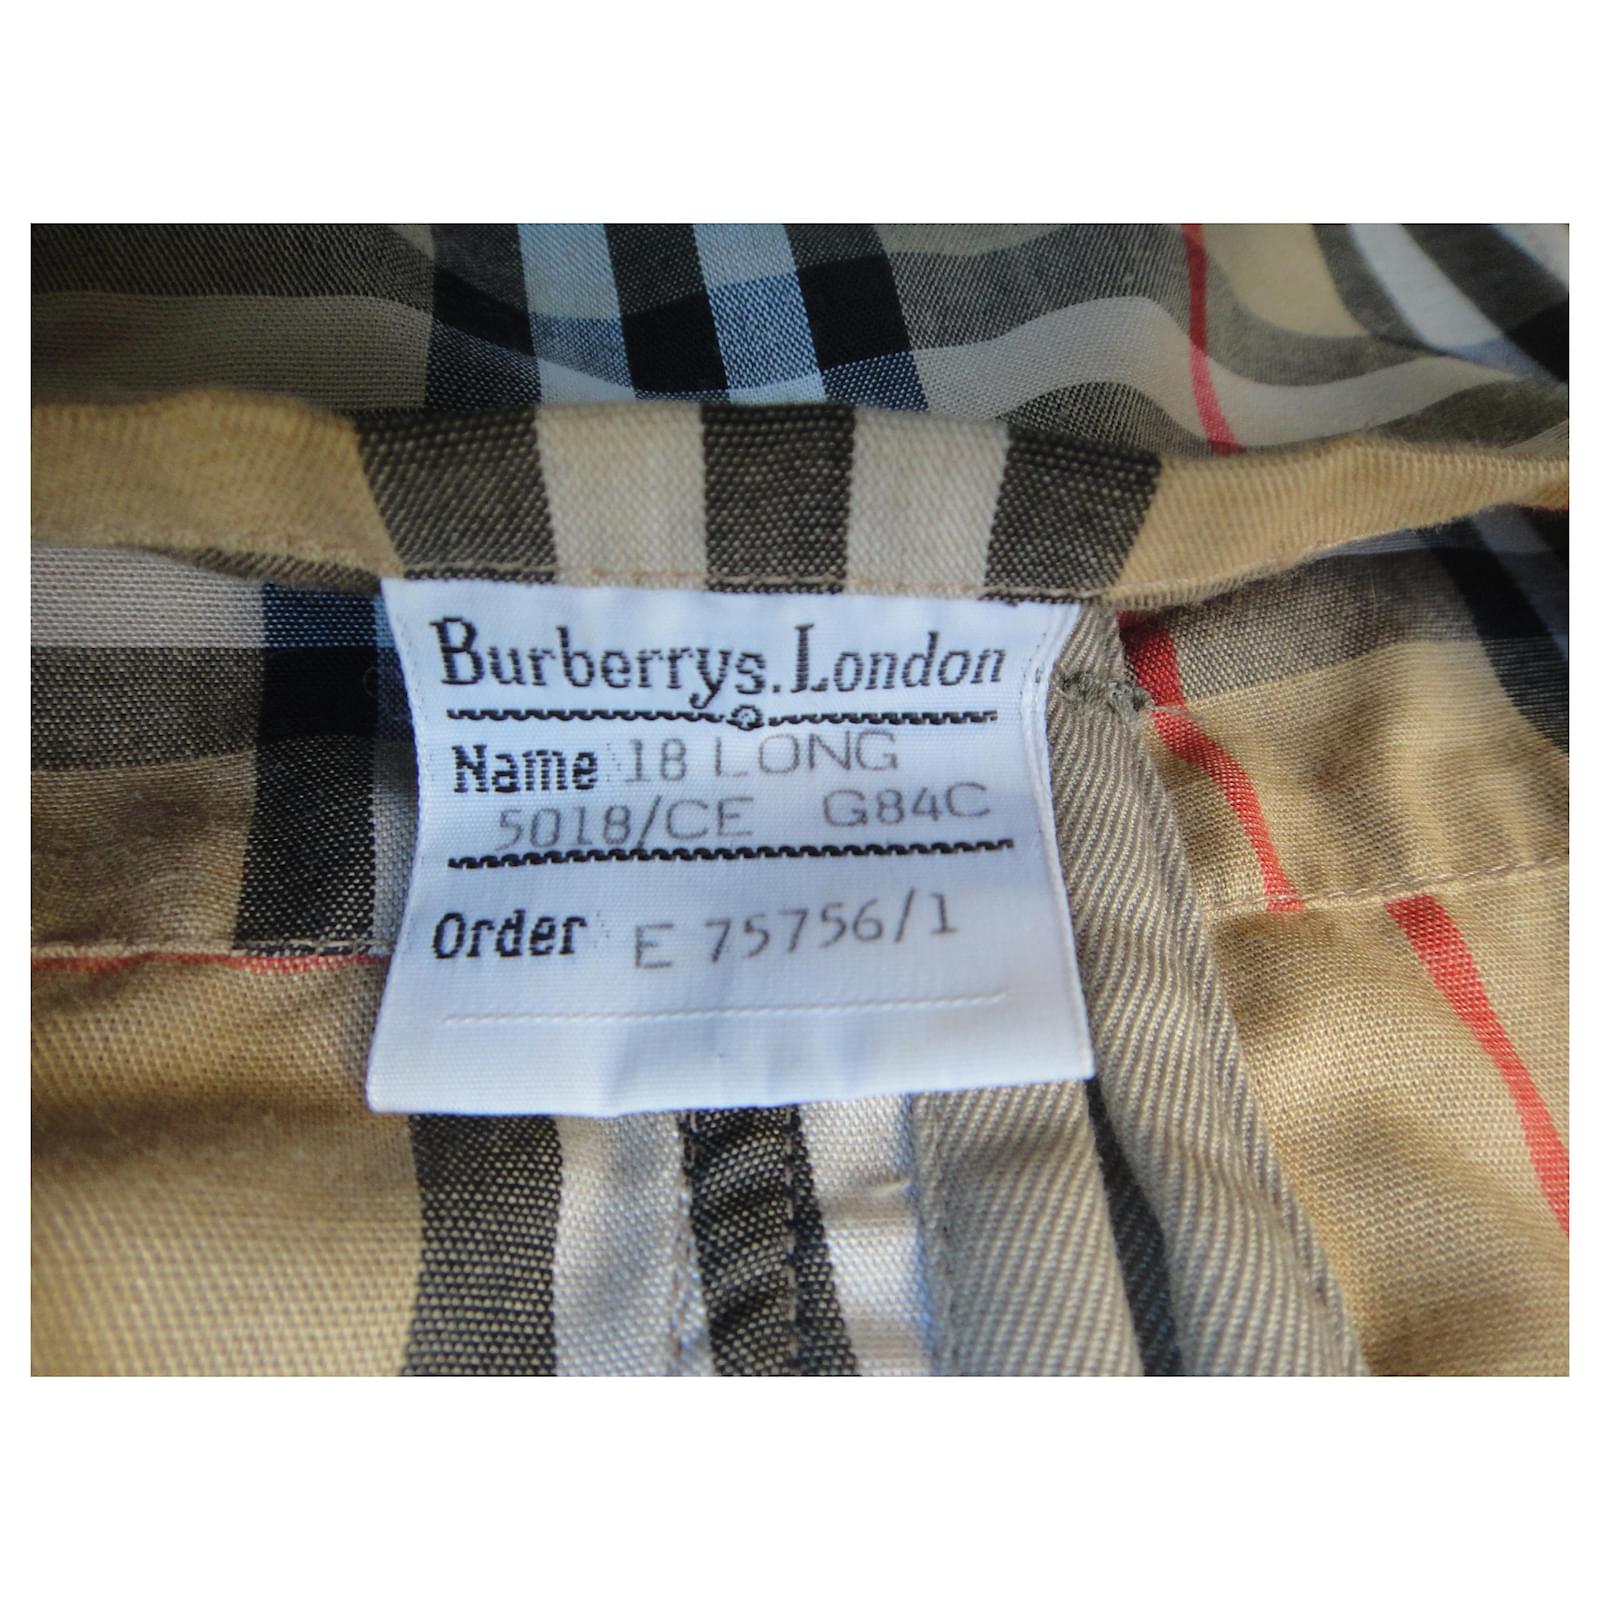 Burberrys. London
Name 18 LONG
5018/CE G84C
Order E 75756/1